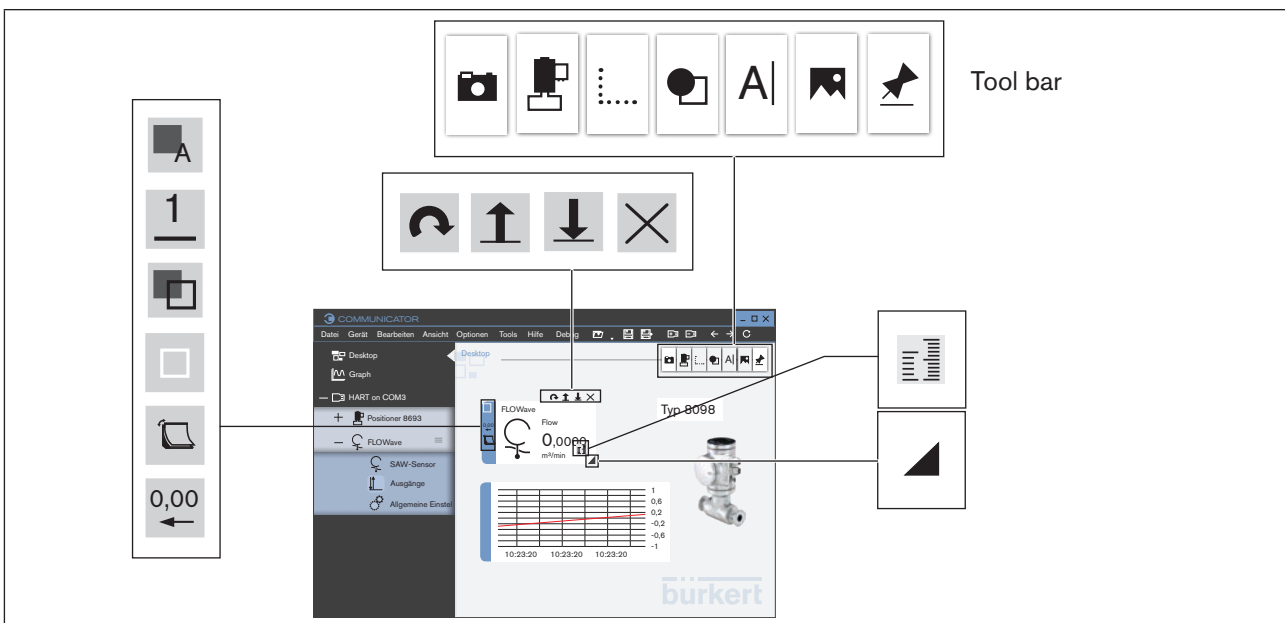 A|
Tool bar
A
1
0,00
COMMUNICATOR
Datei Gerät Bearbeiten Ansicht Optionen Tools Hilfe Debug
Desktop
Graph
HART on COM3
Positioner 8693
FLOWave
SAW-Sensor
Ausgänge
Allgemeine Einstel
Desktop
A|
FLOWave
Flow
0,0000
m³/min
0,00
Typ 8098
1
0,6
0,2
-0,2
-0,6
-1
10:23:20 10:23:20 10:23:20
bürkert